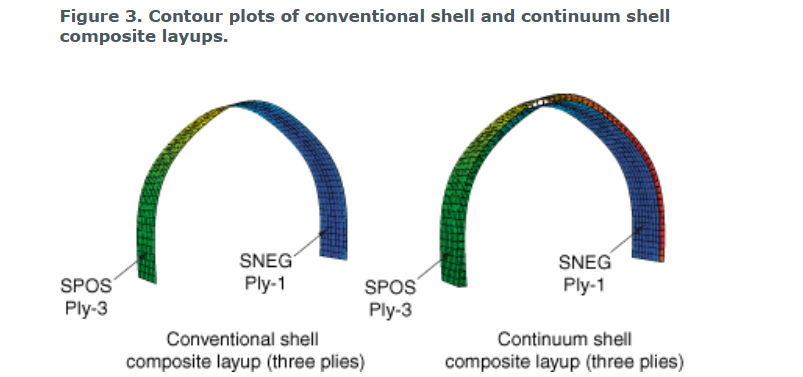 Figure 3. Contour plots of conventional shell and continuum shell
composite layups.
SNEG
Ply-1
SPOS
Ply-3
Conventional shell
composite layup (three plies)
SNEG
Ply-1
SPOS
Ply-3
Continuum shell
composite layup (three plies)